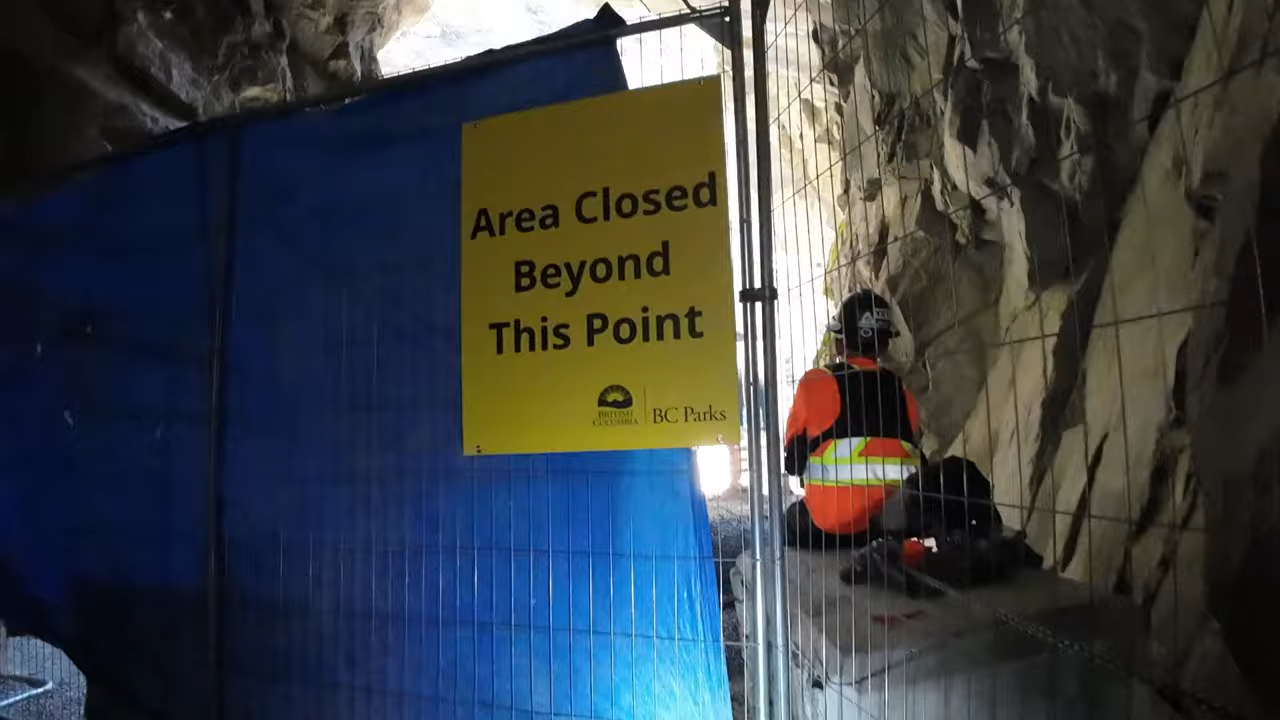 Area Closed
Beyond
This Point
BRITISH
COLUMBIA
BC Parks